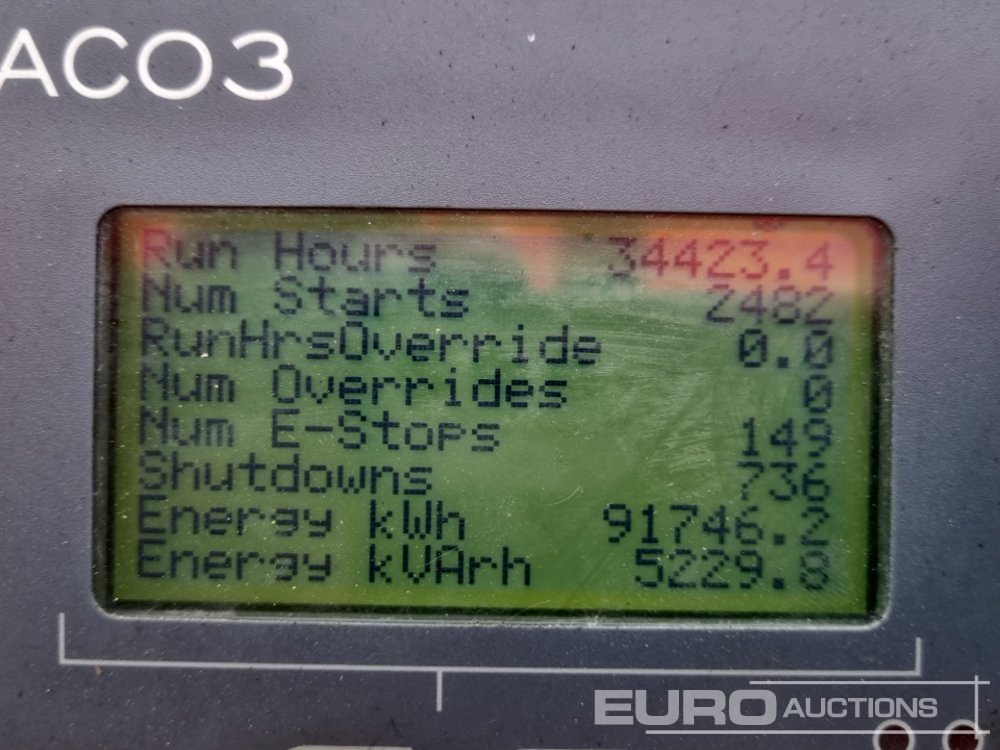 ACO3
Run Hours 34423.4
Num Starts 2482
RunHrsOverride 0.0
Num Overrides 0
Num E-Stops 149
Shutdowns 736
Energy kWh 91746.2
Energy kVArh 5229.8
EURO AUCTIONS